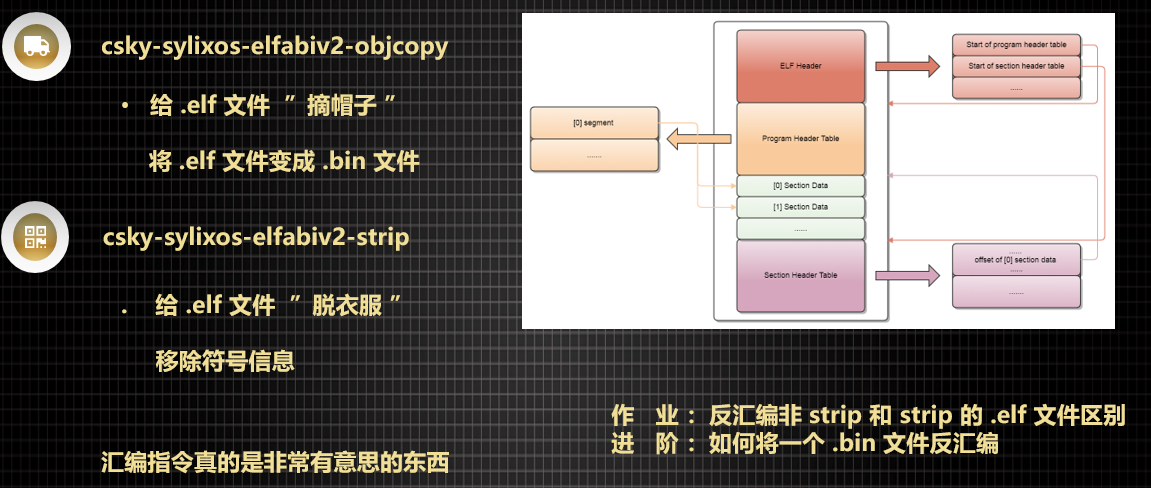 csky-sylixos-elfabiv2-objcopy
• 给 .elf 文件 ” 摘帽子 ”
将 .elf 文件变成 .bin 文件
csky-sylixos-elfabiv2-strip
. 给 .elf 文件 ” 脱衣服 ”
移除符号信息
汇编指令真的是非常有意思的东西
[0] segment
.......
ELF Header
Program Header Table
[0] Section Data
[1] Section Data
......
Section Header Table
Start of program header table
Start of section header table
......
......
offset of [0] section data
......
.......
作 业： 反汇编非 strip 和 strip 的 .elf 文件区别
进 阶： 如何将一个 .bin 文件反汇编